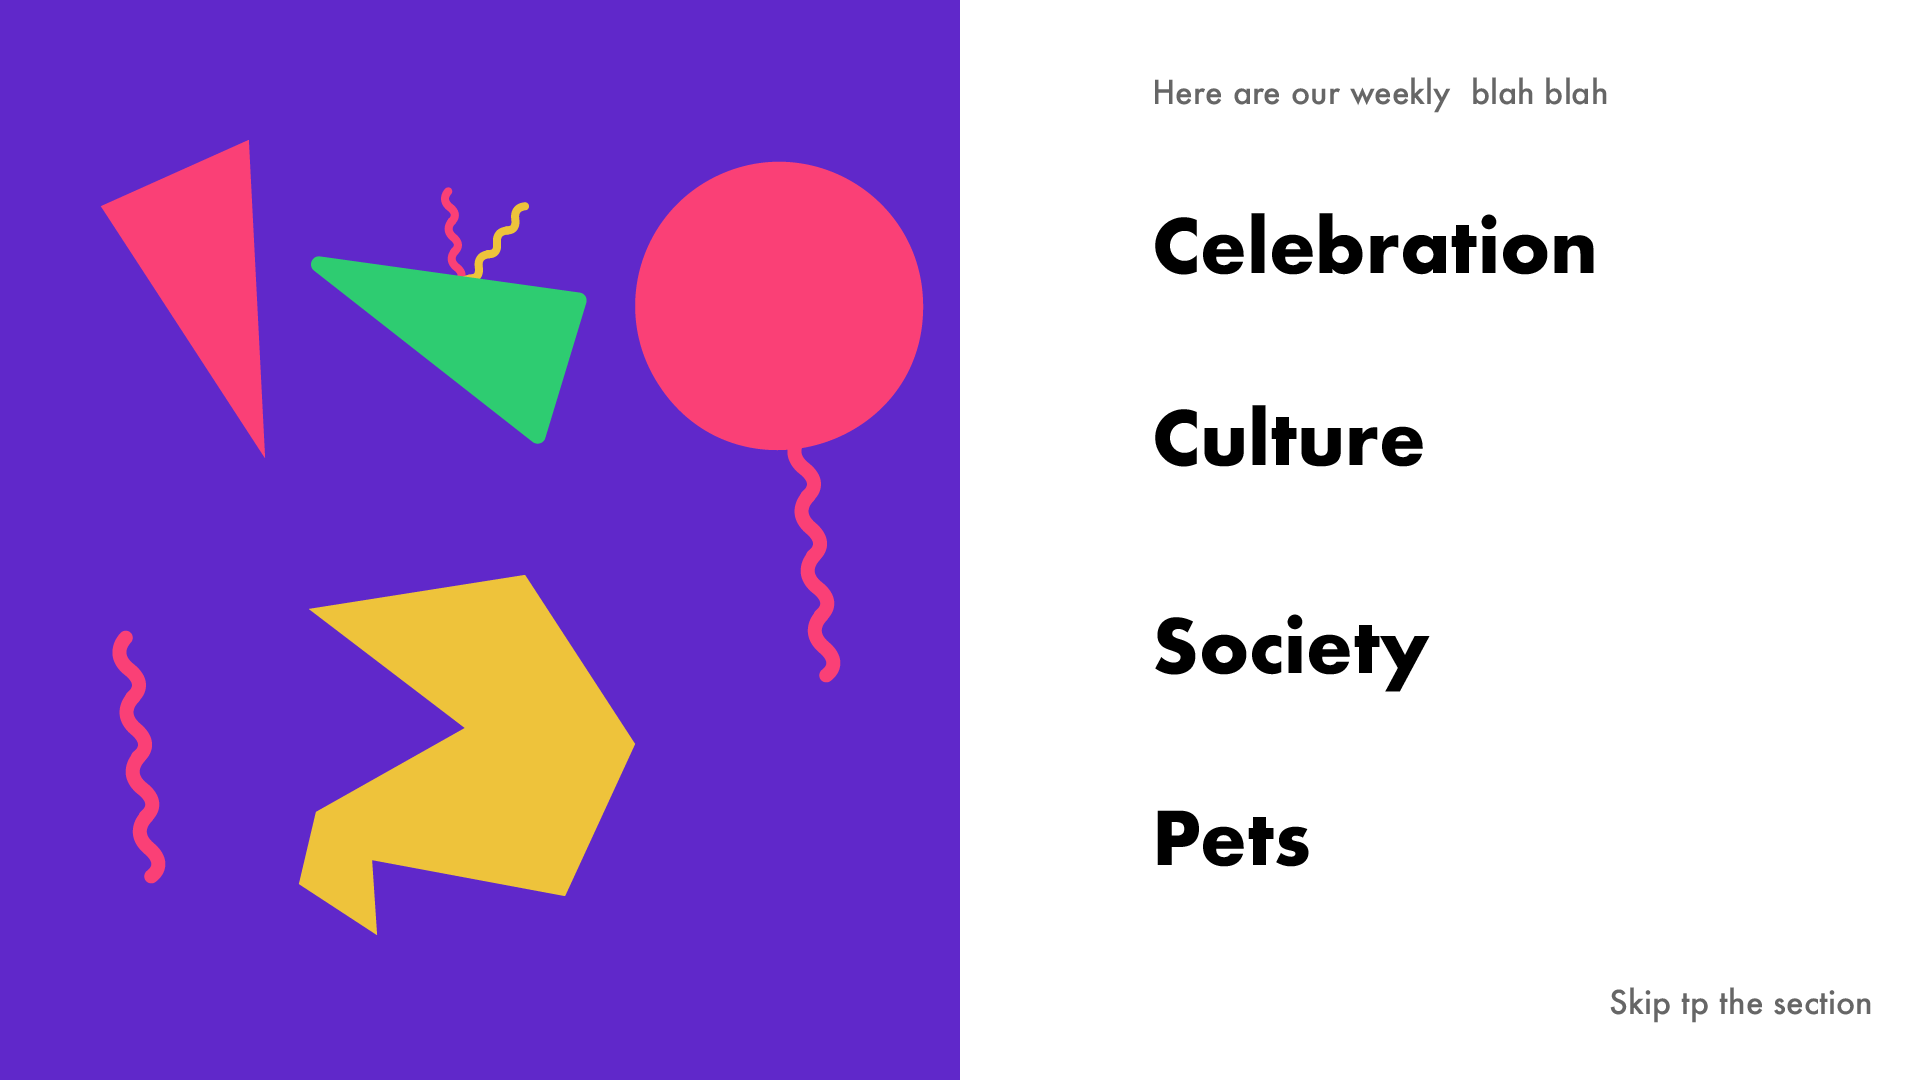 Here are our weekly  blah blah
Celebration
Culture
Society
Pets
Skip tp the section